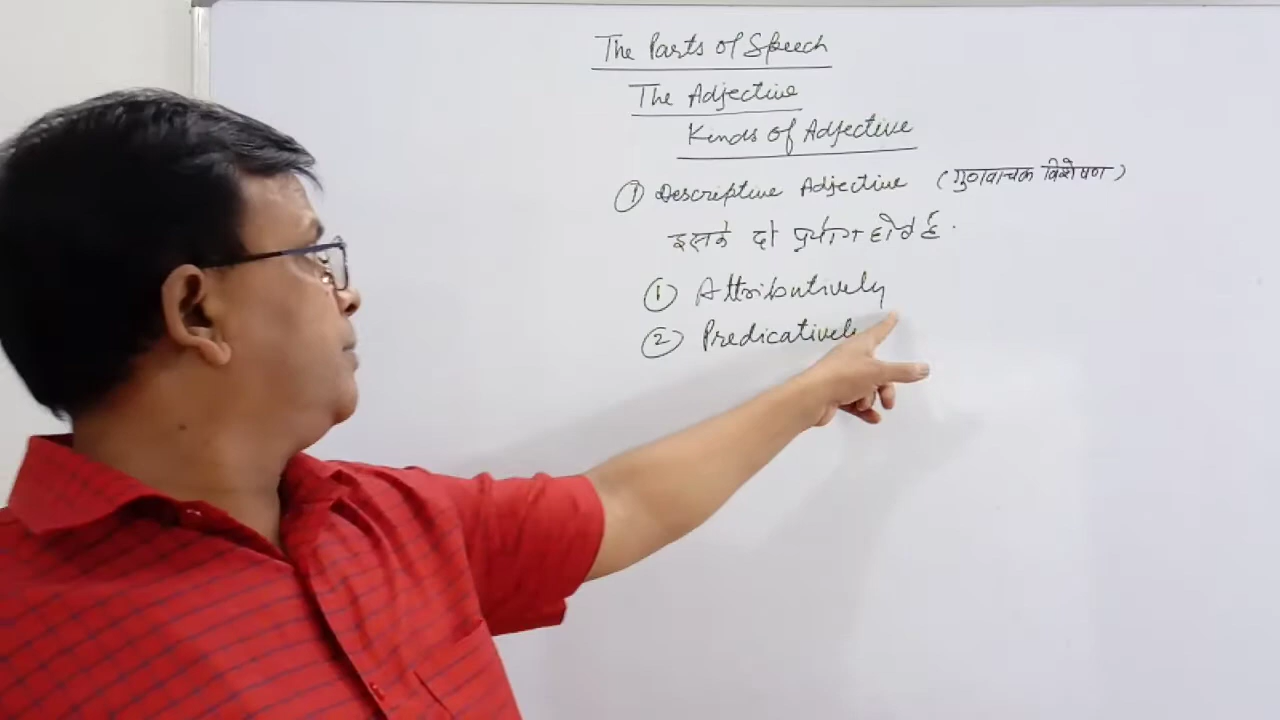 The Parts of Speech
The Adjective
Kinds of Adjective
① Descriptive Adjective (गुणवाचक विशेषण)
इसके दो प्रयोग होते है.
① Attributively
② Predicatively